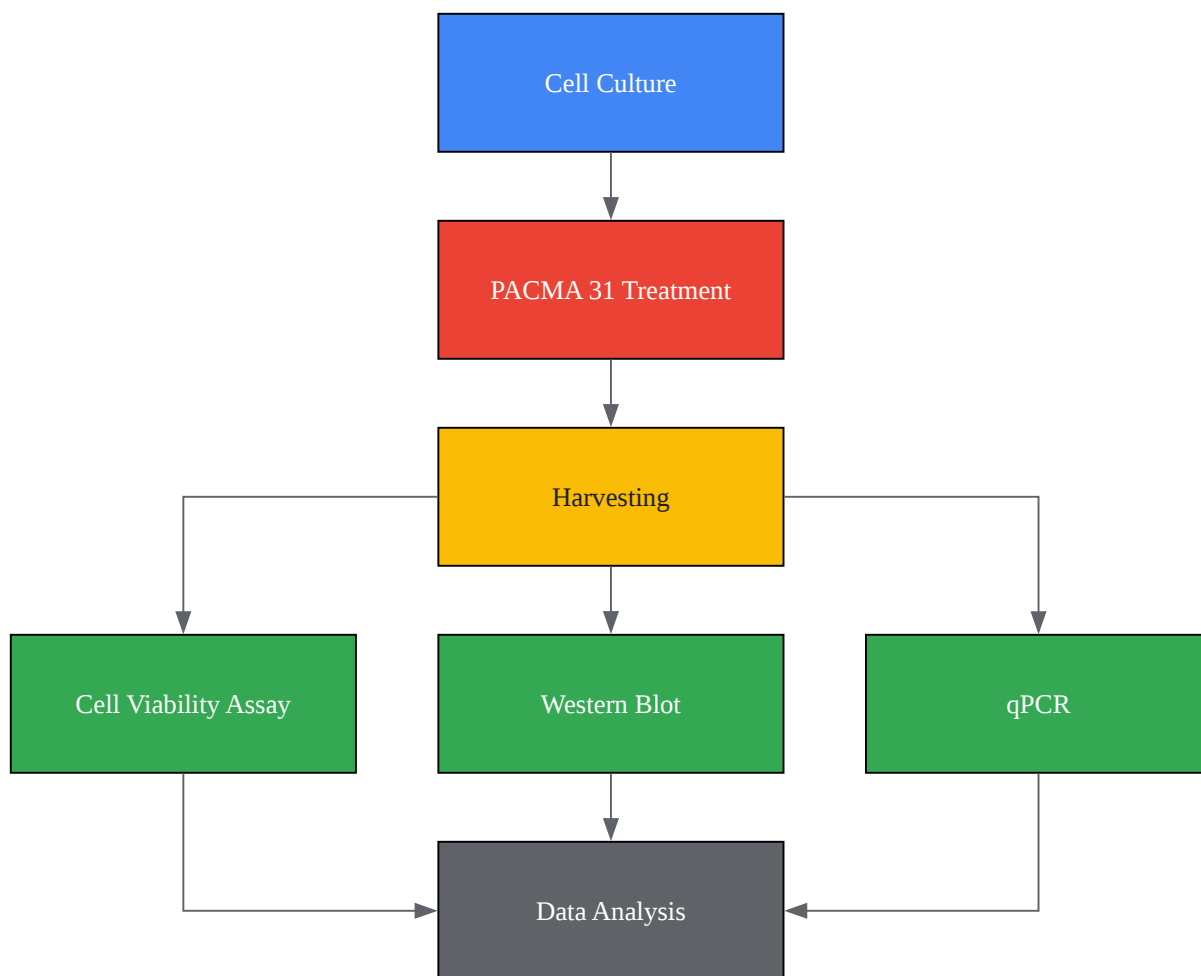 Cell Culture
PACMA 31 Treatment
Harvesting
Cell Viability Assay
Western Blot
qPCR
Data Analysis